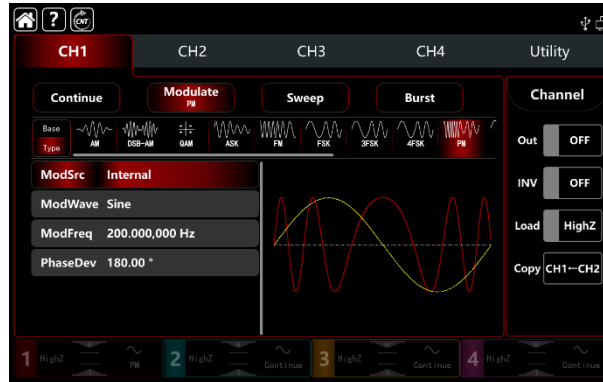 ? CNT
CH1 CH2 CH3 CH4 Utility
Continue Modulate PM Sweep Burst Channel
Base
Type AM DSB-AM QAM ASK FM FSK 3FSK 4FSK PM
Out OFF
ModSrc Internal
INV OFF
ModWave Sine
Load HighZ
ModFreq 200.000,000 Hz
PhaseDev 180.00 °
Copy CH1←CH2
1 HighZ PM 2 HighZ Continue 3 HighZ Continue 4 HighZ Continue